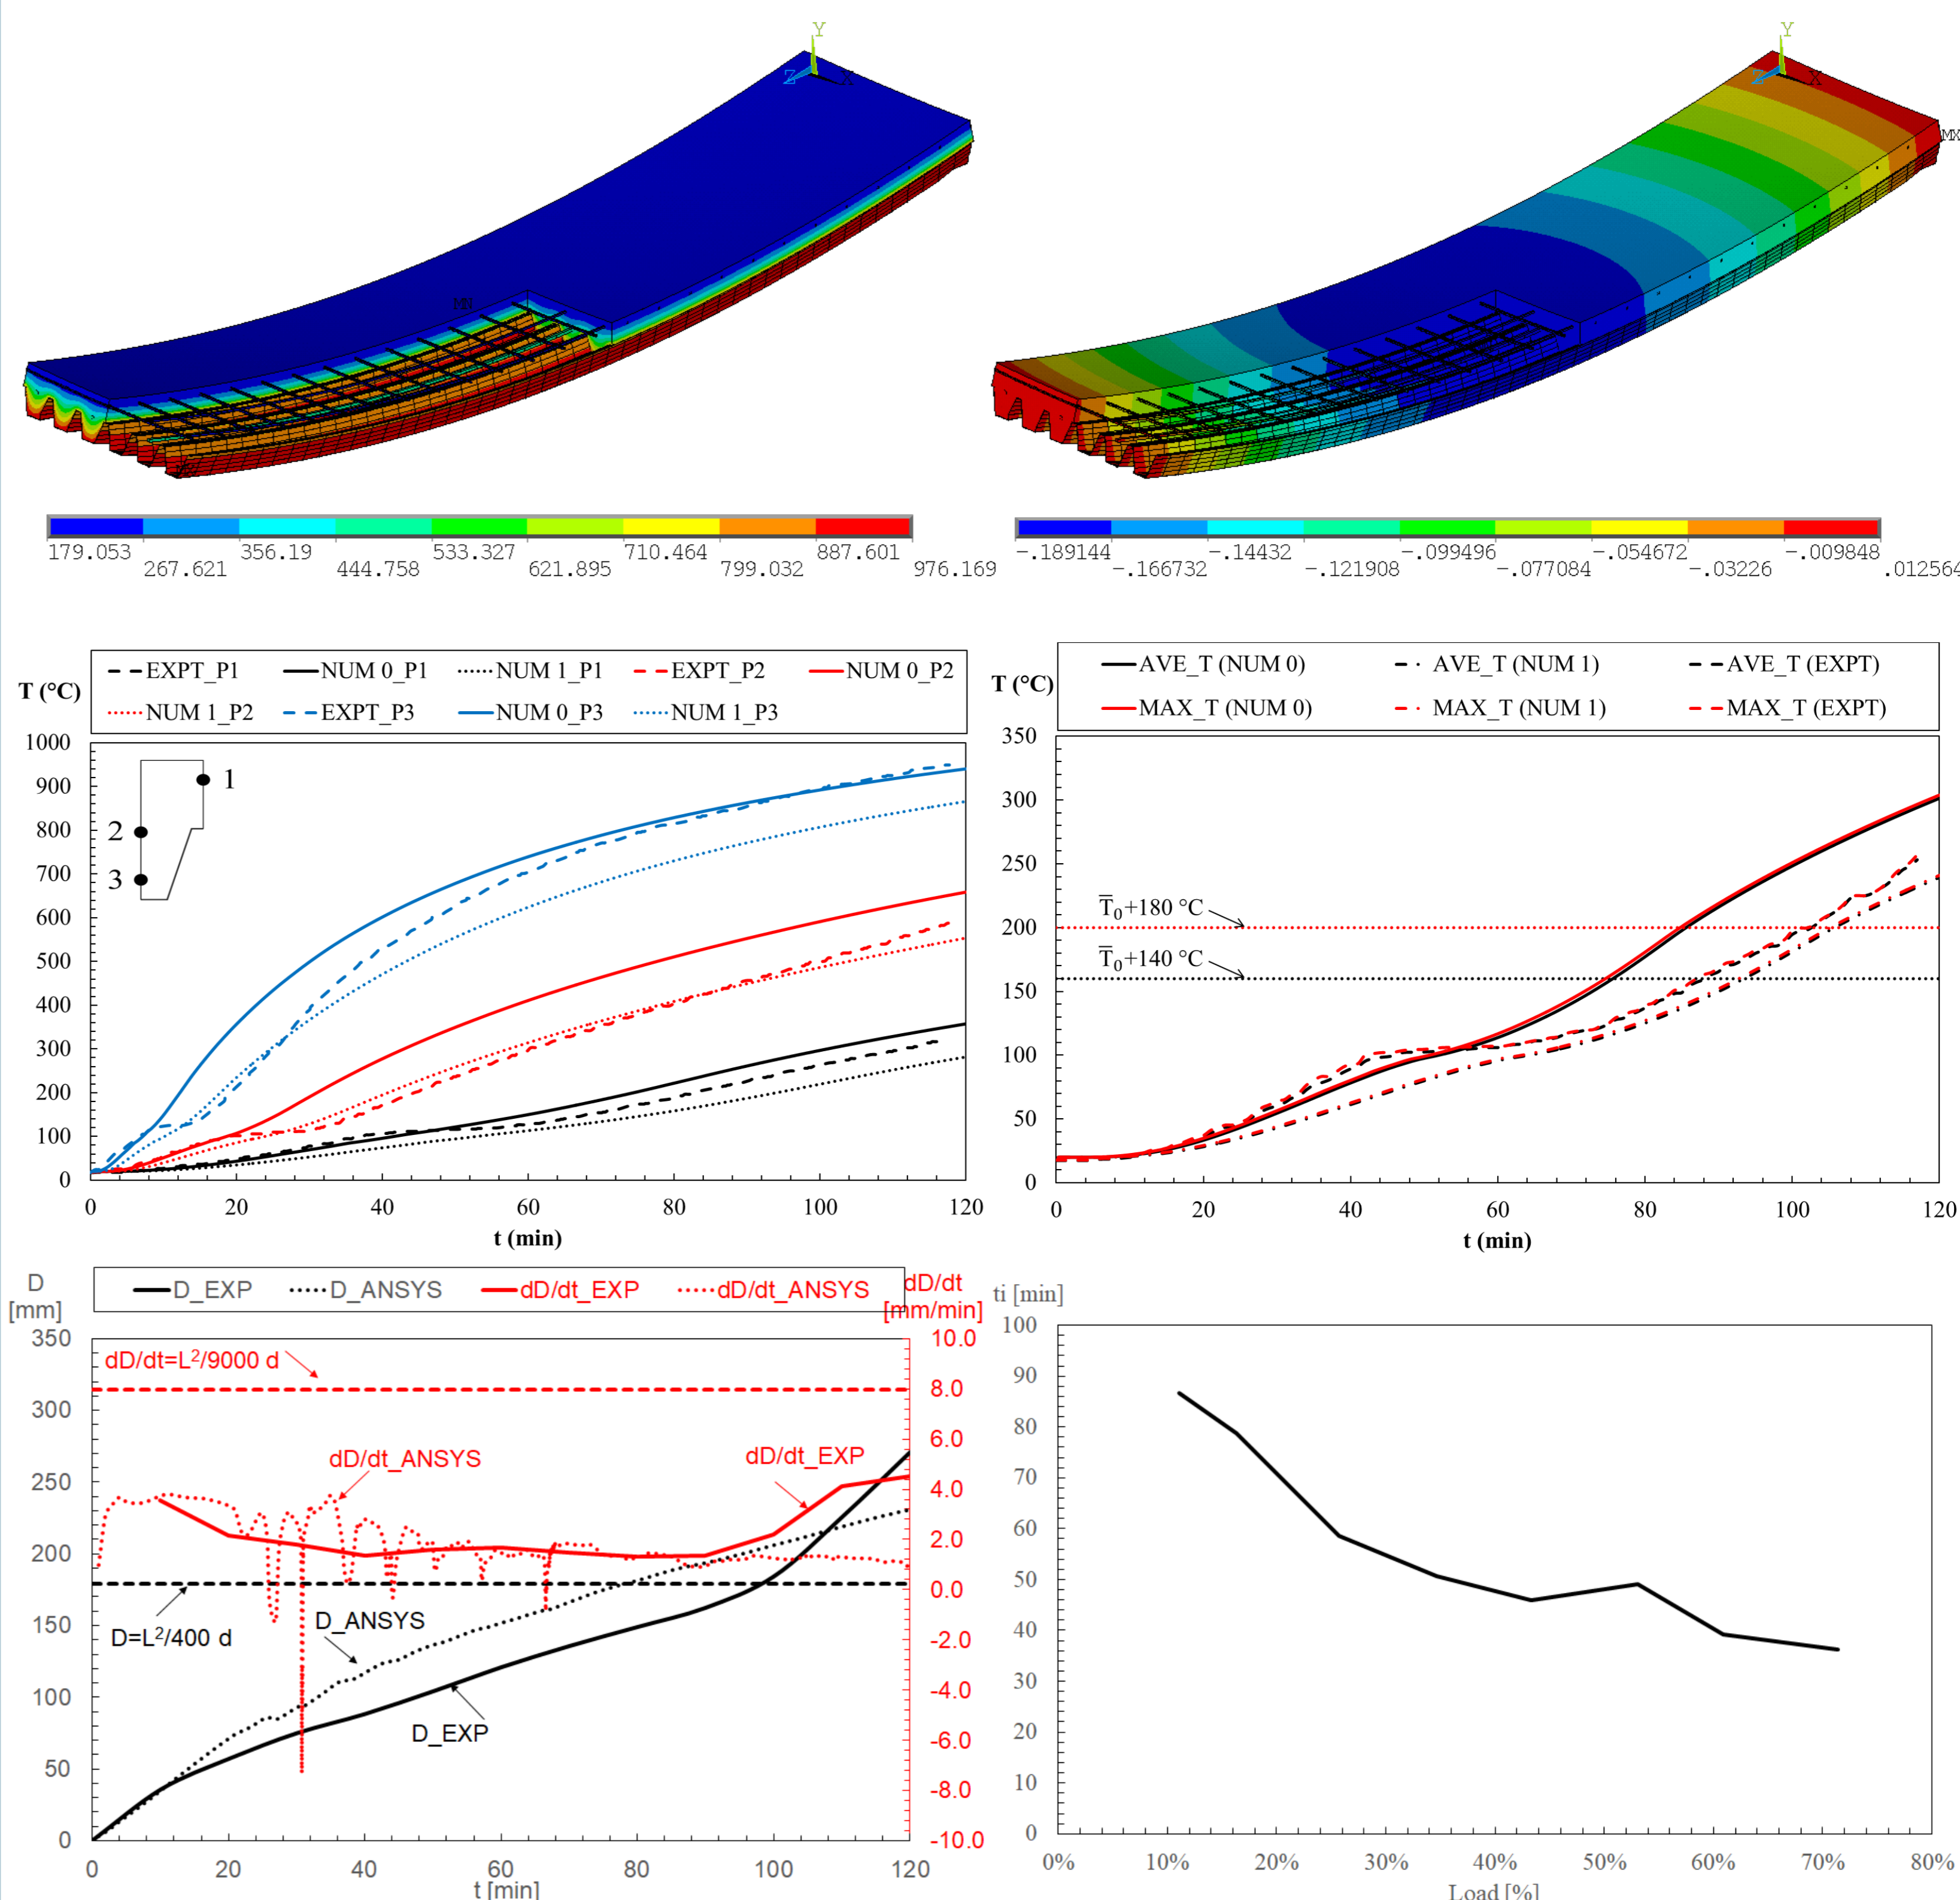 Y
Z
X
MN
179.053 356.19 533.327 710.464 887.601
267.621 444.758 621.895 799.032 976.169
Y
Z
X
MX
-.189144 -.14432 -.099496 -.054672 -.009848
-.166732 -.121908 -.077084 -.03226 .012564
T (°C)
EXPT_P1 NUM 0_P1 NUM 1_P1 EXPT_P2 NUM 0_P2
NUM 1_P2 EXPT_P3 NUM 0_P3 NUM 1_P3
1000
900
800
700
600
500
400
300
200
100
0
1
2
3
0 20 40 60 80 100 120
t (min)
T (°C)
AVE_T (NUM 0) AVE_T (NUM 1) AVE_T (EXPT)
MAX_T (NUM 0) MAX_T (NUM 1) MAX_T (EXPT)
350
300
250
200
150
100
50
0
T̅₀+180 °C
T̅₀+140 °C
0 20 40 60 80 100 120
t (min)
D
[mm]
D_EXP D_ANSYS dD/dt_EXP dD/dt_ANSYS
dD/dt
[mm/min]
350
300
250
200
150
100
50
0
dD/dt=L²/9000 d
dD/dt_ANSYS
dD/dt_EXP
D=L²/400 d
D_ANSYS
D_EXP
10.0
8.0
6.0
4.0
2.0
0.0
-2.0
-4.0
-6.0
-8.0
-10.0
0 20 40 60 80 100 120
t [min]
ti [min]
100
90
80
70
60
50
40
30
20
10
0
0% 10% 20% 30% 40% 50% 60% 70% 80%
Load [%]